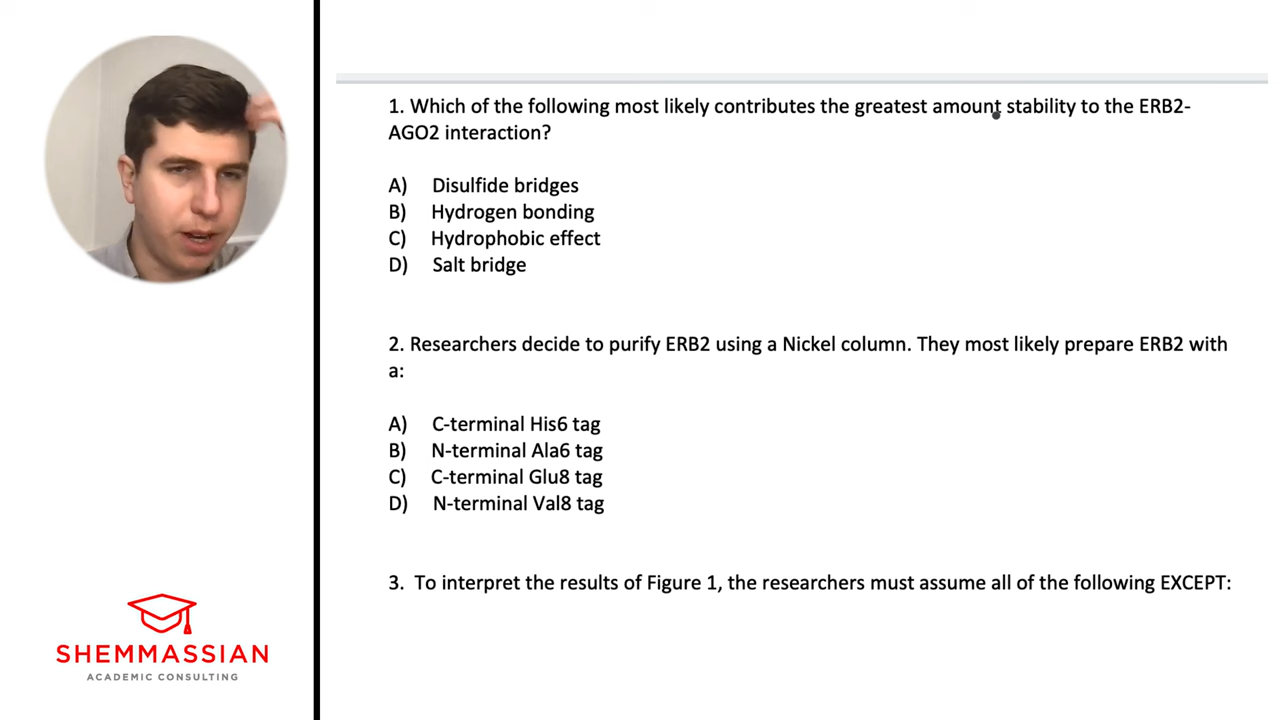 1. Which of the following most likely contributes the greatest amount stability to the ERB2-
AGO2 interaction?
A) Disulfide bridges
B) Hydrogen bonding
C) Hydrophobic effect
D) Salt bridge
2. Researchers decide to purify ERB2 using a Nickel column. They most likely prepare ERB2 with
a:
A) C-terminal His6 tag
B) N-terminal Ala6 tag
C) C-terminal Glu8 tag
D) N-terminal Val8 tag
3. To interpret the results of Figure 1, the researchers must assume all of the following EXCEPT:
SHEMMASSIAN
ACADEMIC CONSULTING